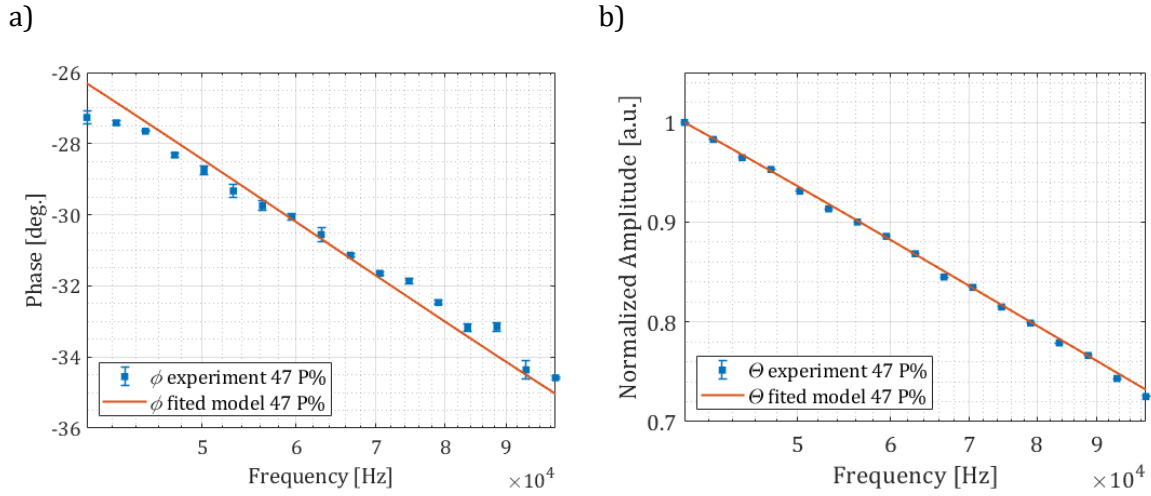 a)
-26
-28
-30
-32
-34
-36
Phase [deg.]
ϕ experiment 47 P%
ϕ fited model 47 P%
5
6
7
8
9
×10⁴
Frequency [Hz]
b)
1
0.9
0.8
0.7
Normalized Amplitude [a.u.]
Θ experiment 47 P%
Θ fited model 47 P%
5
6
7
8
9
×10⁴
Frequency [Hz]